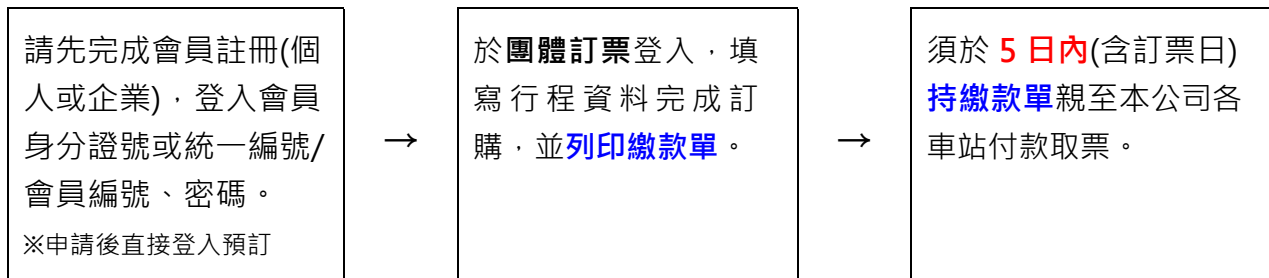 請先完成會員註冊(個
人或企業)，登入會員
身分證號或統一編號/
會員編號、密碼。
※申請後直接登入預訂
→
於團體訂票登入，填
寫行程資料完成訂
購，並列印繳款單。
→
須於 5 日內(含訂票日)
持繳款單親至本公司各
車站付款取票。